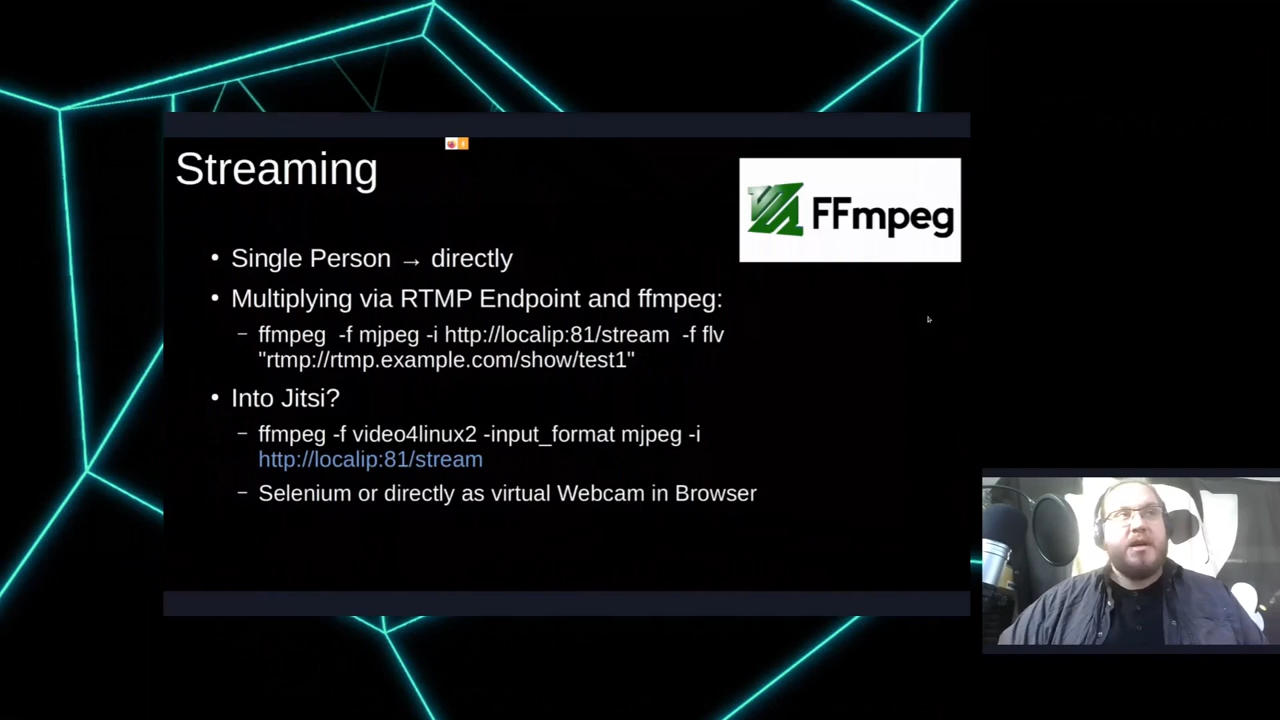 Streaming
FFmpeg
• Single Person → directly
• Multiplying via RTMP Endpoint and ffmpeg:
– ffmpeg  -f mjpeg -i http://localip:81/stream  -f flv
"rtmp://rtmp.example.com/show/test1"
• Into Jitsi?
– ffmpeg -f video4linux2 -input_format mjpeg -i
http://localip:81/stream
– Selenium or directly as virtual Webcam in Browser